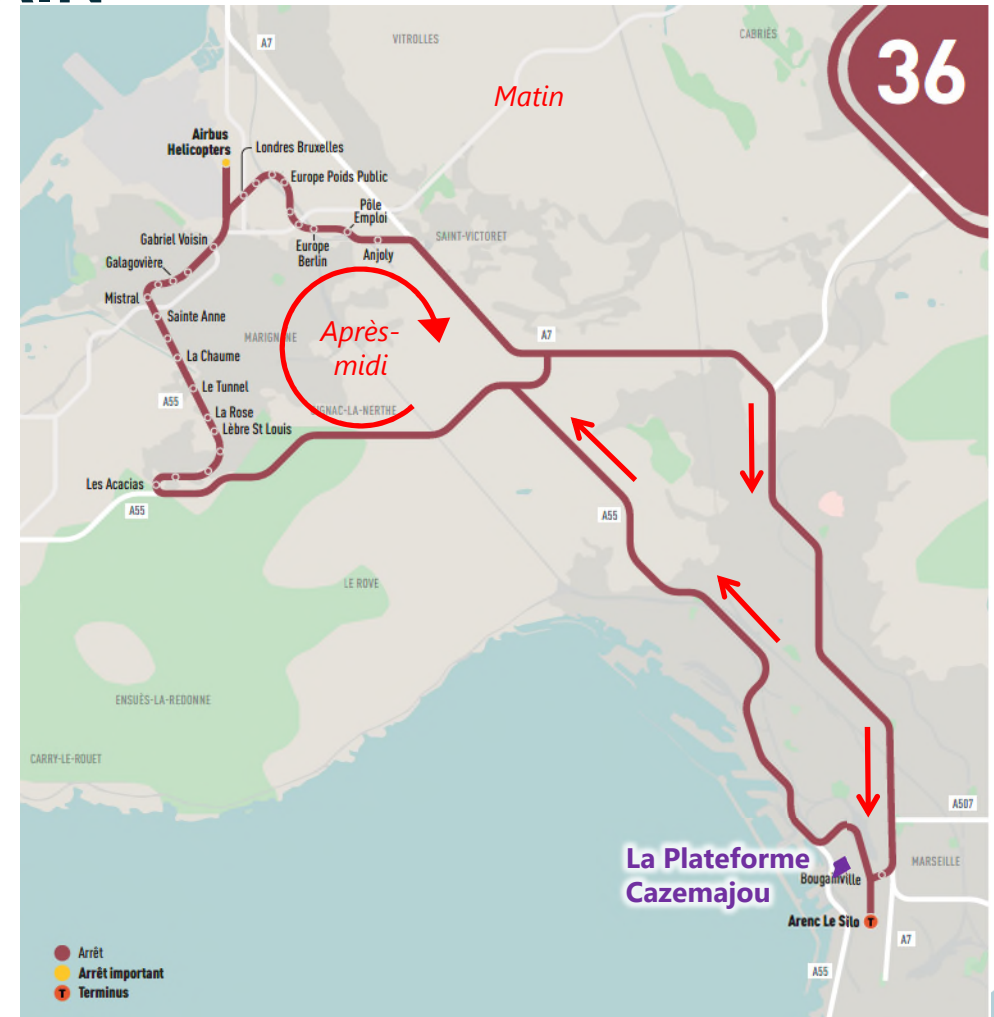 36
A7
VITROLLES
CABRIÈS
Matin
Airbus
Helicopters
Londres Bruxelles
Europe Poids Public
Pôle
Emploi
Gabriel Voisin
Europe
Berlin
Anjoly
SAINT-VICTORET
Galagovière
Mistral
Sainte Anne
MARIGNANE
Après-
midi
A7
La Chaume
Le Tunnel
A55
La Rose
GIGNAC-LA-NERTHE
Lèbre St Louis
Les Acacias
A55
A55
LE ROVE
ENSUÈS-LA-REDONNE
CARRY-LE-ROUET
A507
La Plateforme
Cazemajou
MARSEILLE
Bougainville
Arenc Le Silo T
A7
A55
Arrêt
Arrêt important
T Terminus